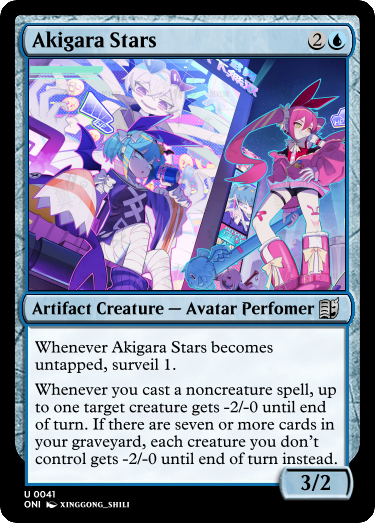 Akigara Stars 2
Artifact Creature — Avatar Perfomer
Whenever Akigara Stars becomes
untapped, surveil 1.
Whenever you cast a noncreature spell, up
to one target creature gets -2/-0 until end
of turn. If there are seven or more cards in
your graveyard, each creature you don't
control gets -2/-0 until end of turn instead.
3/2
U 0041
ONI XINGGONG_SHILI